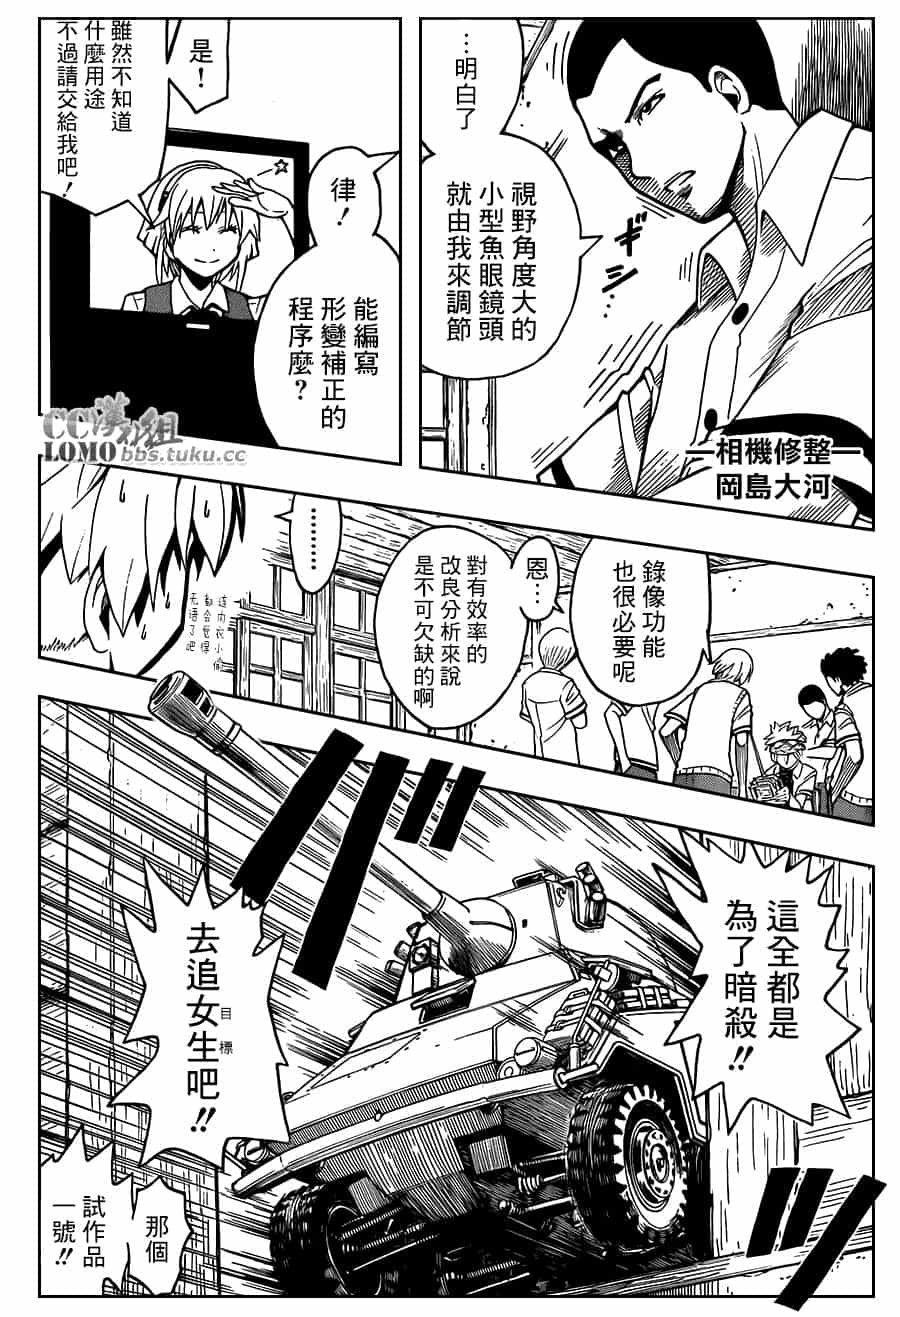 …明白了
視野角度大的
小型魚眼鏡頭
就由我來調節
—相機修整—
岡島大河
律！
能編寫
形變補正的
程序麼？
是！
雖然不知道
什麼用途
不過請交給我吧！
CC漢化組
LOMO
bbs.tuku.cc
錄像功能
也很必要呢
恩…
對有效率的
改良分析來說
是不可欠缺的啊
………
這內衣小偷
都會覺得
无语了吧
這全都是
為了暗殺!!
去追女生吧!!
目標
那個
試作品
一號!!